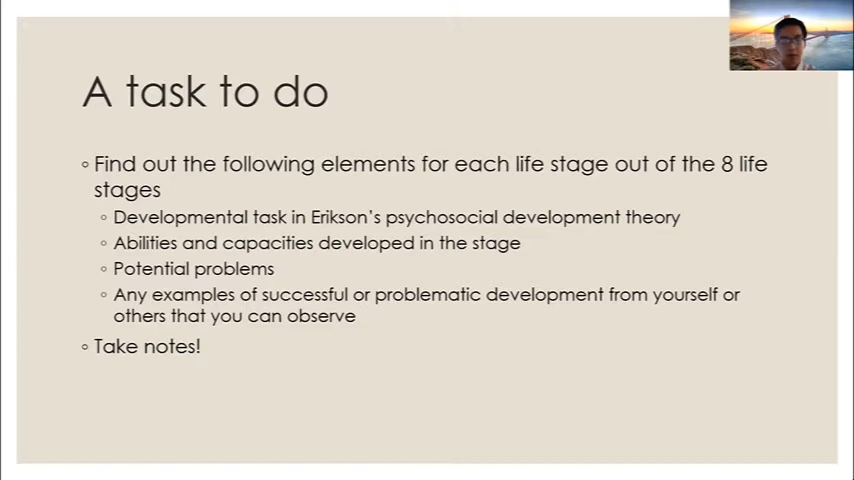 A task to do
◦ Find out the following elements for each life stage out of the 8 life
stages
◦ Developmental task in Erikson's psychosocial development theory
◦ Abilities and capacities developed in the stage
◦ Potential problems
◦ Any examples of successful or problematic development from yourself or
others that you can observe
◦ Take notes!